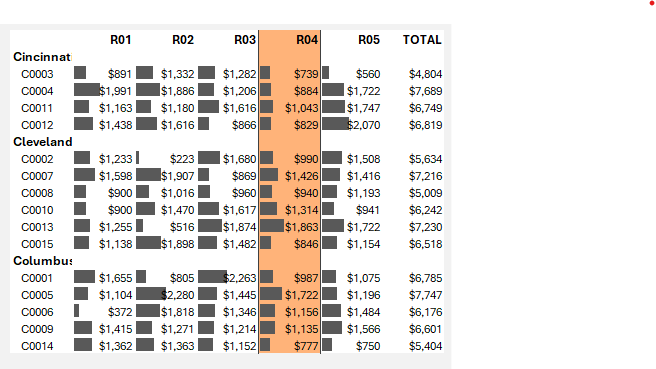 R01 R02 R03 R04 R05 TOTAL
Cincinnati
C0003 $891 $1,332 $1,282 $739 $560 $4,804
C0004 $1,991 $1,886 $1,206 $884 $1,722 $7,689
C0011 $1,163 $1,180 $1,616 $1,043 $1,747 $6,749
C0012 $1,438 $1,616 $866 $829 $2,070 $6,819
Cleveland
C0002 $1,233 $223 $1,680 $990 $1,508 $5,634
C0007 $1,598 $1,907 $869 $1,426 $1,416 $7,216
C0008 $900 $1,016 $960 $940 $1,193 $5,009
C0010 $900 $1,470 $1,617 $1,314 $941 $6,242
C0013 $1,255 $516 $1,874 $1,863 $1,722 $7,230
C0015 $1,138 $1,898 $1,482 $846 $1,154 $6,518
Columbus
C0001 $1,655 $805 $2,263 $987 $1,075 $6,785
C0005 $1,104 $2,280 $1,445 $1,722 $1,196 $7,747
C0006 $372 $1,818 $1,346 $1,156 $1,484 $6,176
C0009 $1,415 $1,271 $1,214 $1,135 $1,566 $6,601
C0014 $1,362 $1,363 $1,152 $777 $750 $5,404